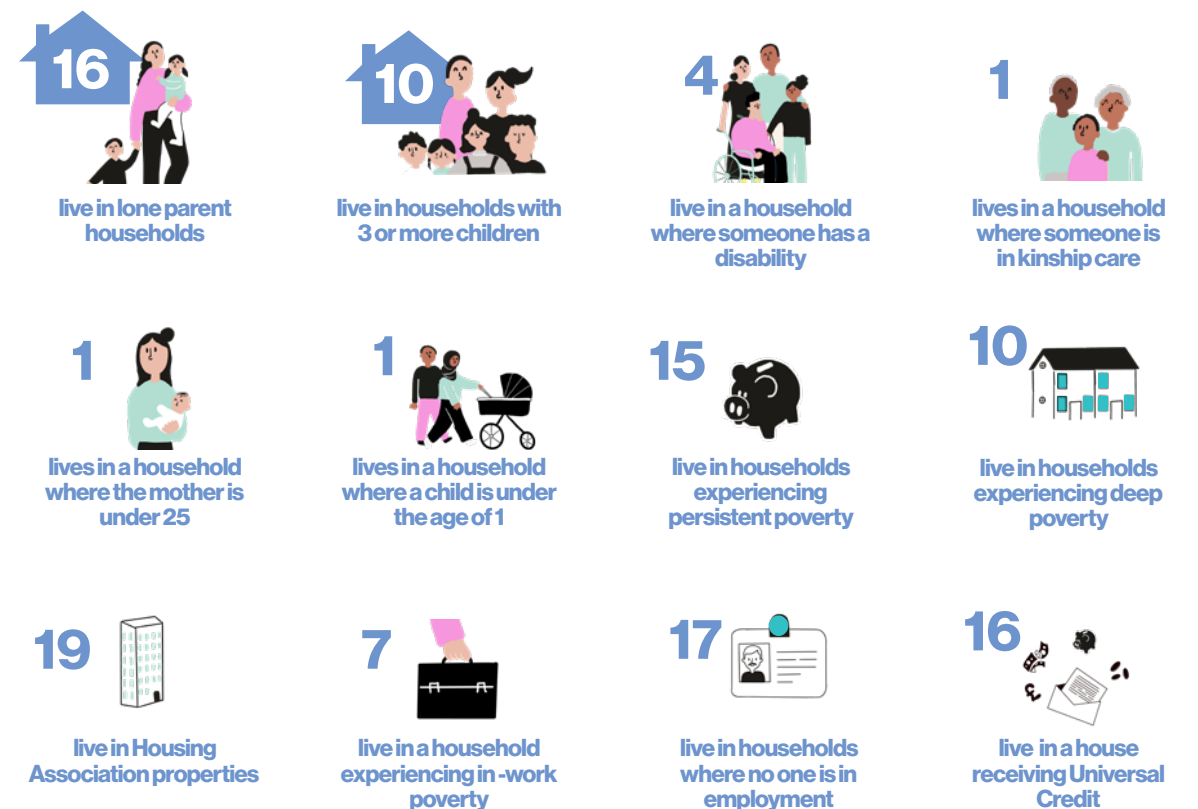 16
live in lone parent
households
10
live in households with
3 or more children
4
live in a household
where someone has a
disability
1
lives in a household
where someone is
in kinship care
1
lives in a household
where the mother is
under 25
1
lives in a household
where a child is under
the age of 1
15
live in households
experiencing
persistent poverty
10
live in households
experiencing deep
poverty
19
live in Housing
Association properties
7
live in a household
experiencing in -work
poverty
17
live in households
where no one is in
employment
16
£
live in a house
receiving Universal
Credit